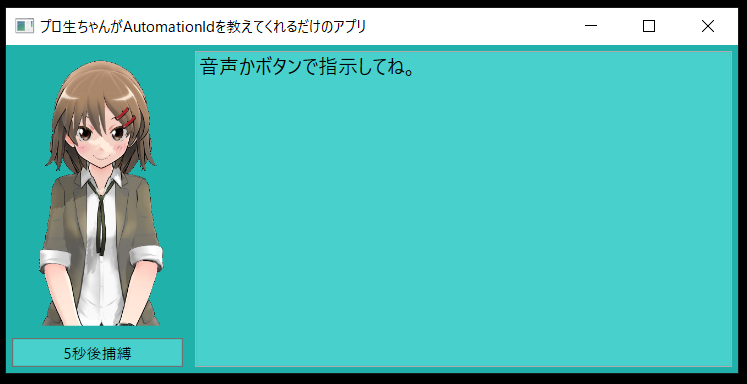 プロ生ちゃんがAutomationIdを教えてくれるだけのアプリ
音声かボタンで指示してね。
5秒後捕縛